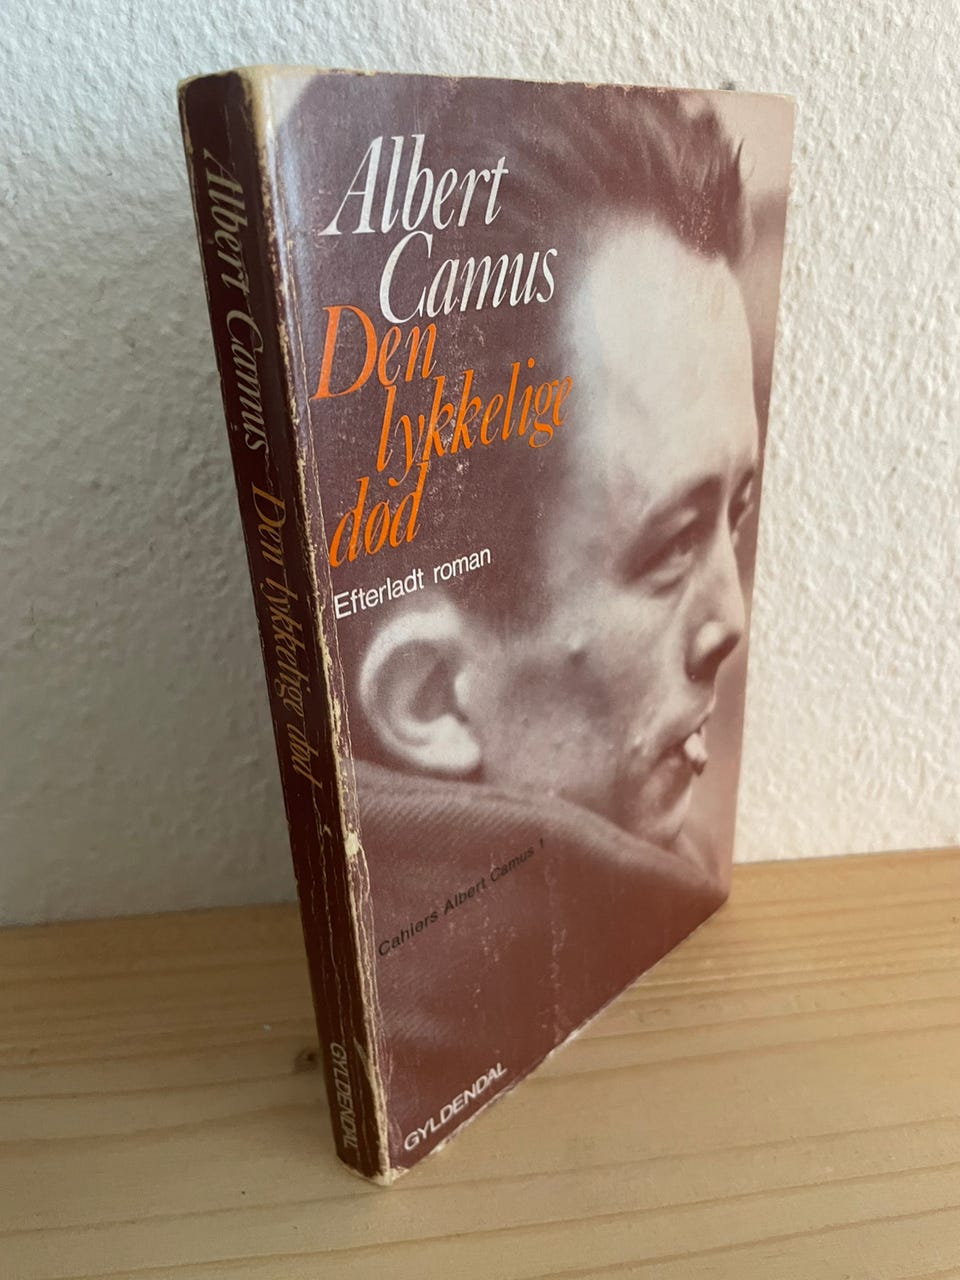 Albert
Camus
Den
lykkelige
død
Efterladt roman
Cahiers Albert Camus 1
GYLDENDAL
Albert Camus Den lykkelige død
GYLDENDAL